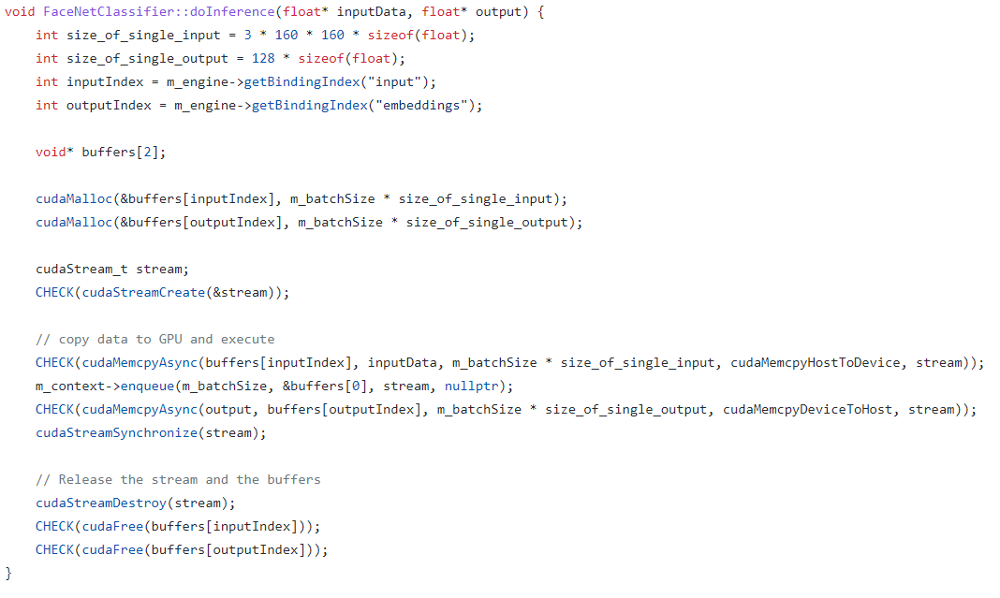 void FaceNetClassifier::doInference(float* inputData, float* output) {
    int size_of_single_input = 3 * 160 * 160 * sizeof(float);
    int size_of_single_output = 128 * sizeof(float);
    int inputIndex = m_engine->getBindingIndex("input");
    int outputIndex = m_engine->getBindingIndex("embeddings");

    void* buffers[2];

    cudaMalloc(&buffers[inputIndex], m_batchSize * size_of_single_input);
    cudaMalloc(&buffers[outputIndex], m_batchSize * size_of_single_output);

    cudaStream_t stream;
    CHECK(cudaStreamCreate(&stream));

    // copy data to GPU and execute
    CHECK(cudaMemcpyAsync(buffers[inputIndex], inputData, m_batchSize * size_of_single_input, cudaMemcpyHostToDevice, stream));
    m_context->enqueue(m_batchSize, &buffers[0], stream, nullptr);
    CHECK(cudaMemcpyAsync(output, buffers[outputIndex], m_batchSize * size_of_single_output, cudaMemcpyDeviceToHost, stream));
    cudaStreamSynchronize(stream);

    // Release the stream and the buffers
    cudaStreamDestroy(stream);
    CHECK(cudaFree(buffers[inputIndex]));
    CHECK(cudaFree(buffers[outputIndex]));
}